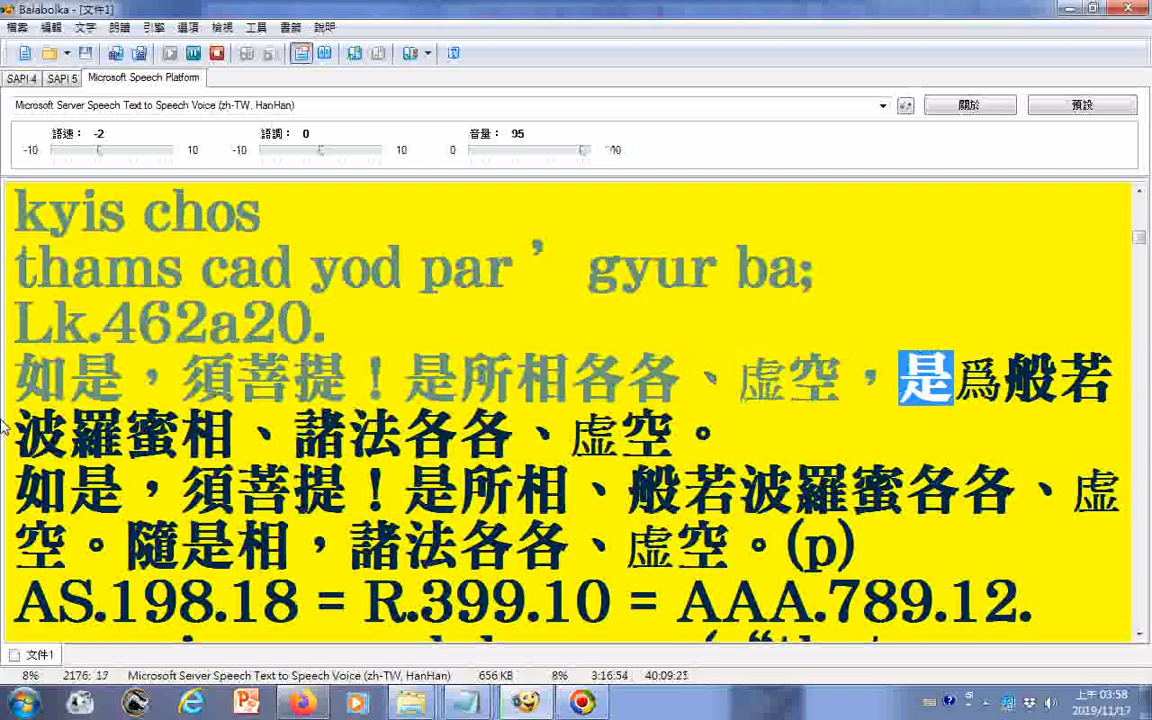 Balabolka - [文件1]
檔案 編輯 文字 朗讀 引擎 選項 檢視 工具 書籤 說明
SAPI 4 SAPI 5 Microsoft Speech Platform
Microsoft Server Speech Text to Speech Voice (zh-TW, HanHan) 關於 預設
語速： -2 語調： 0 音量： 95
-10 10 -10 10 0
kyis chos
thams cad yod par ’ gyur ba;
Lk.462a20.
如是，須菩提！是所相各各、虛空，是爲般若
波羅蜜相、諸法各各、虛空。
如是，須菩提！是所相、般若波羅蜜各各、虛
空。隨是相，諸法各各、虛空。(p)
AS.198.18 = R.399.10 = AAA.789.12.
文件1
8% 2176: 17 Microsoft Server Speech Text to Speech Voice (zh-TW, HanHan) 656 KB 8% 3:16:54 40:09:25
上午 03:58
2019/11/17